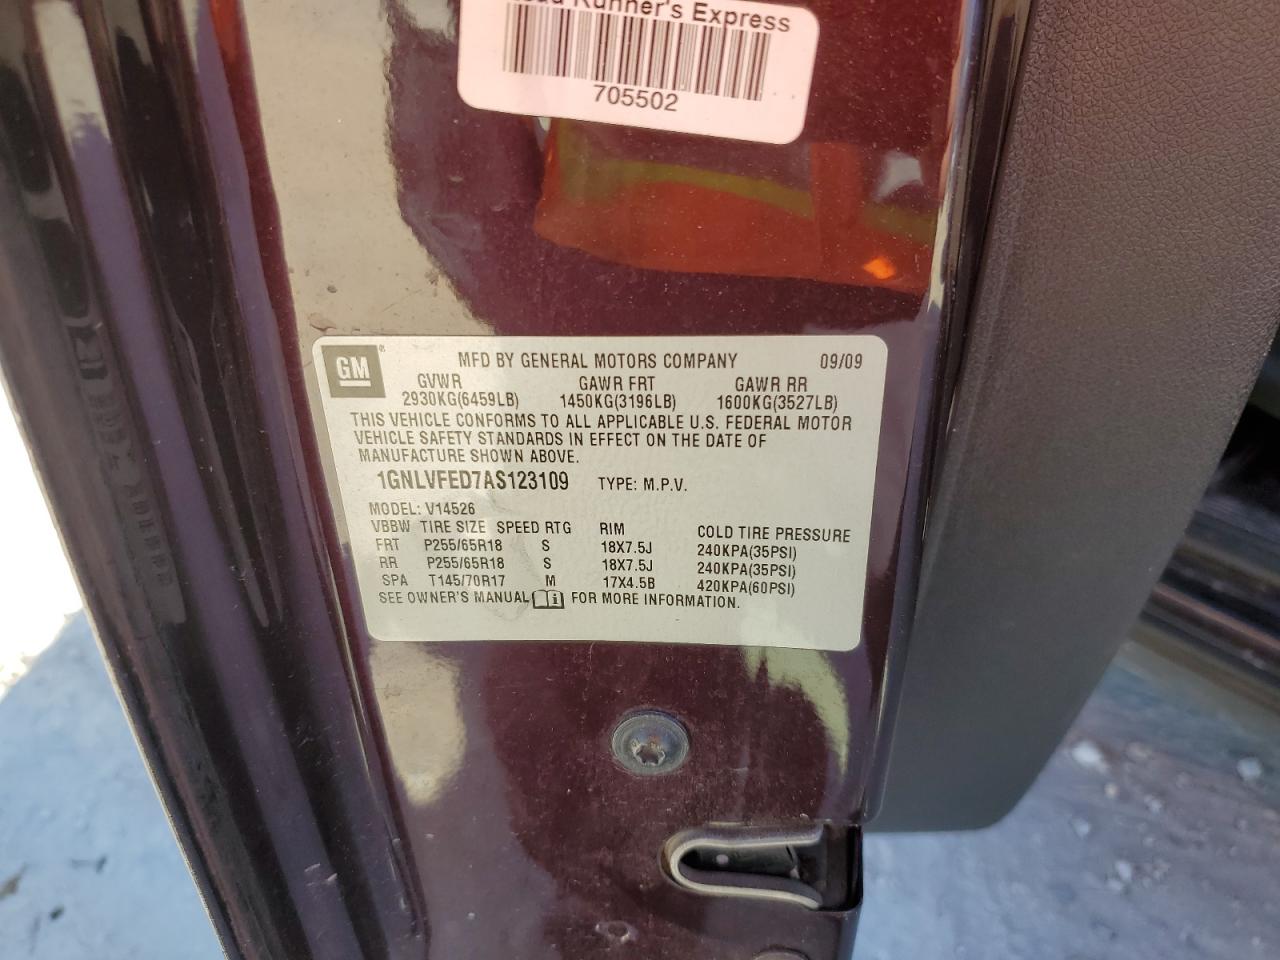 Runner's Express
705502
GM
MFD BY GENERAL MOTORS COMPANY 09/09
GVWR GAWR FRT GAWR RR
2930KG(6459LB) 1450KG(3196LB) 1600KG(3527LB)
THIS VEHICLE CONFORMS TO ALL APPLICABLE U.S. FEDERAL MOTOR
VEHICLE SAFETY STANDARDS IN EFFECT ON THE DATE OF
MANUFACTURE SHOWN ABOVE.
1GNLVFED7AS123109 TYPE: M.P.V.
MODEL: V14526
VBBW TIRE SIZE SPEED RTG RIM COLD TIRE PRESSURE
FRT P255/65R18 S 18X7.5J 240KPA(35PSI)
RR P255/65R18 S 18X7.5J 240KPA(35PSI)
SPA T145/70R17 M 17X4.5B 420KPA(60PSI)
SEE OWNER'S MANUAL FOR MORE INFORMATION.